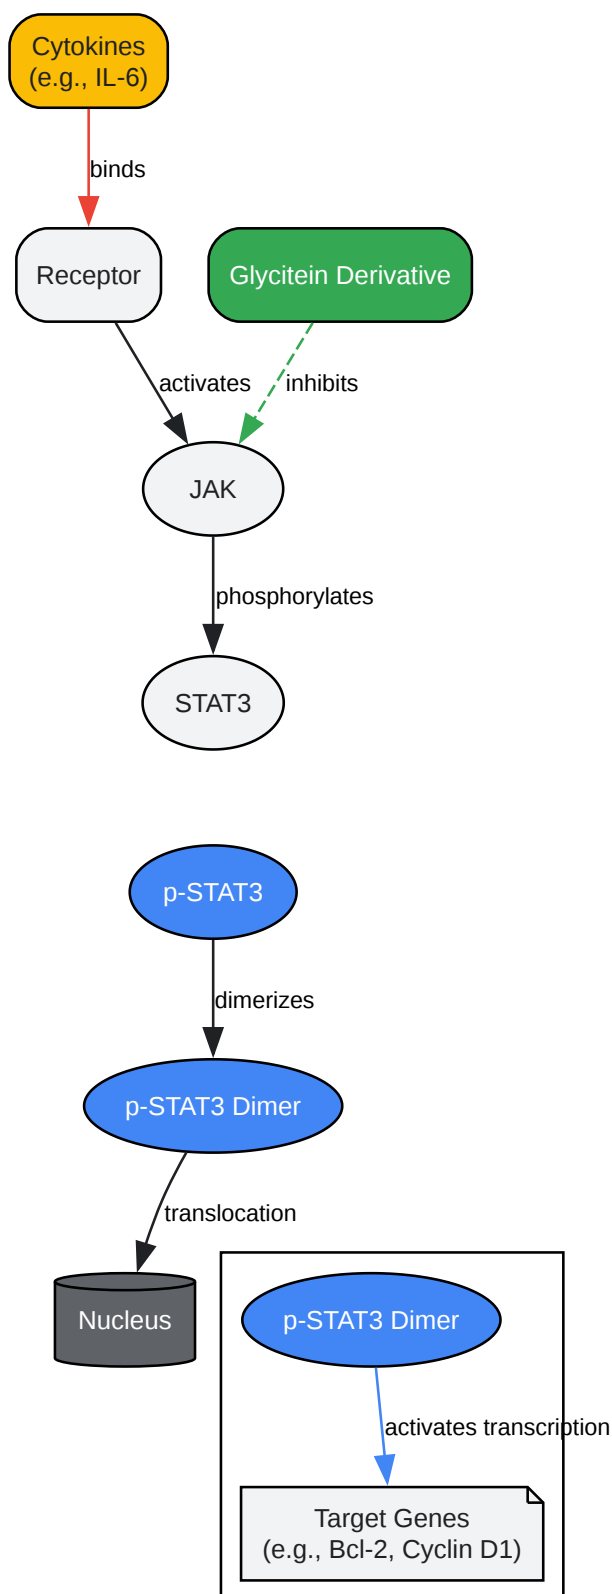 Cytokines
(e.g., IL-6)
binds
Receptor
Glycitein Derivative
activates
inhibits
JAK
phosphorylates
STAT3
p-STAT3
dimerizes
p-STAT3 Dimer
translocation
Nucleus
p-STAT3 Dimer
activates transcription
Target Genes
(e.g., Bcl-2, Cyclin D1)